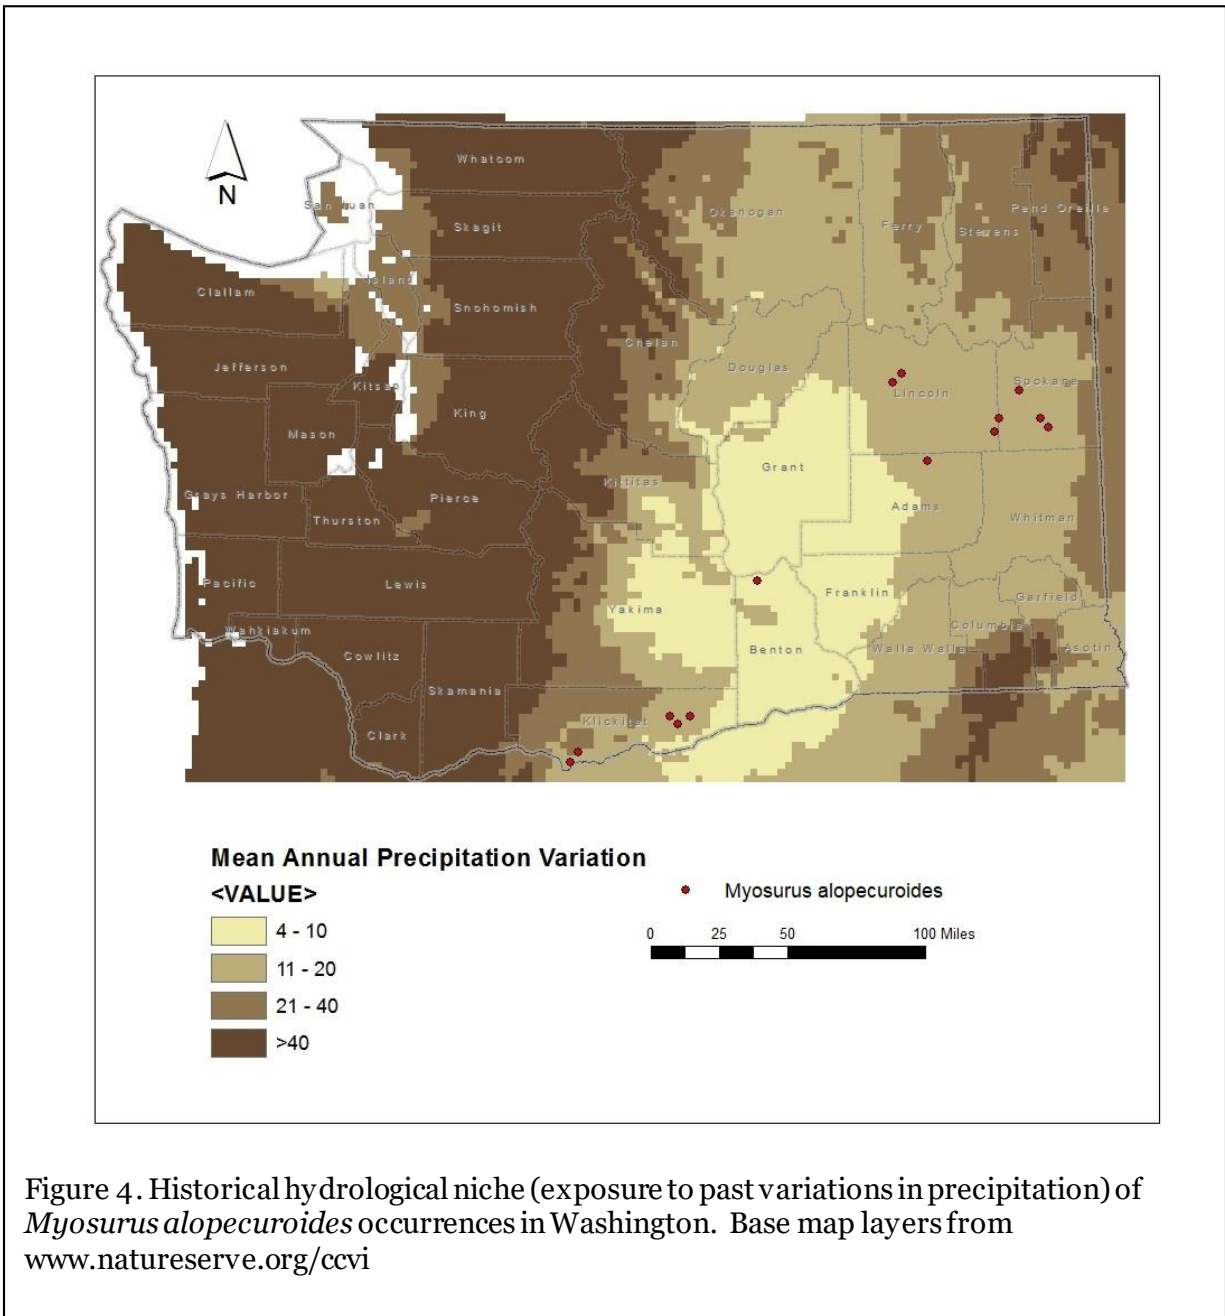 Whatcom
San Juan
Okanogan
Pend Oreille
Skagit
Ferry
Stevens
N
Island
Clallam
Snohomish
Chelan
Jefferson
Douglas
Kitsap
Spokane
Lincoln
King
Mason
Grant
Grays Harbor
Pierce
Kittitas
Adams
Thurston
Whitman
Pacific
Lewis
Franklin
Garfield
Yakima
Columbia
Wahkiakum
Benton
Walla Walla
Asotin
Cowlitz
Skamania
Klickitat
Clark
Mean Annual Precipitation Variation
<VALUE>
4 - 10
11 - 20
21 - 40
>40
Myosurus alopecuroides
0 25 50 100 Miles
Figure 4. Historical hydrological niche (exposure to past variations in precipitation) of
Myosurus alopecuroides occurrences in Washington. Base map layers from
www.natureserve.org/ccvi